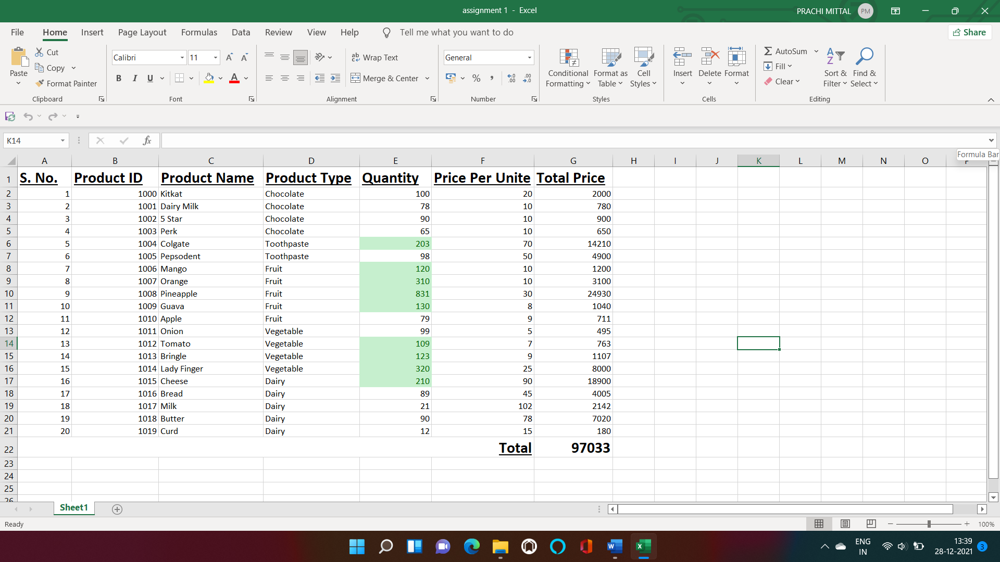 assignment 1 - Excel
PRACHI MITTAL PM
File Home Insert Page Layout Formulas Data Review View Help Tell me what you want to do Share
Paste Cut Copy Format Painter Clipboard
Calibri 11 A A B I U A Font
ab Wrap Text Merge & Center Alignment
General % , Number
Conditional Formatting Format as Table Cell Styles Styles
Insert Delete Format Cells
AutoSum Fill Clear Sort & Filter Find & Select Editing
K14 fx
Formula Bar
A B C D E F G H I J K L M N O
1 S. No. Product ID Product Name Product Type Quantity Price Per Unite Total Price
2 1 1000 Kitkat Chocolate 100 20 2000
3 2 1001 Dairy Milk Chocolate 78 10 780
4 3 1002 5 Star Chocolate 90 10 900
5 4 1003 Perk Chocolate 65 10 650
6 5 1004 Colgate Toothpaste 203 70 14210
7 6 1005 Pepsodent Toothpaste 98 50 4900
8 7 1006 Mango Fruit 120 10 1200
9 8 1007 Orange Fruit 310 10 3100
10 9 1008 Pineapple Fruit 831 30 24930
11 10 1009 Guava Fruit 130 8 1040
12 11 1010 Apple Fruit 79 9 711
13 12 1011 Onion Vegetable 99 5 495
14 13 1012 Tomato Vegetable 109 7 763
15 14 1013 Bringle Vegetable 123 9 1107
16 15 1014 Lady Finger Vegetable 320 25 8000
17 16 1015 Cheese Dairy 210 90 18900
18 17 1016 Bread Dairy 89 45 4005
19 18 1017 Milk Dairy 21 102 2142
20 19 1018 Butter Dairy 90 78 7020
21 20 1019 Curd Dairy 12 15 180
22 Total 97033
23
24
25
26
Sheet1
Ready 100%
ENG 13:39
IN 28-12-2021 3